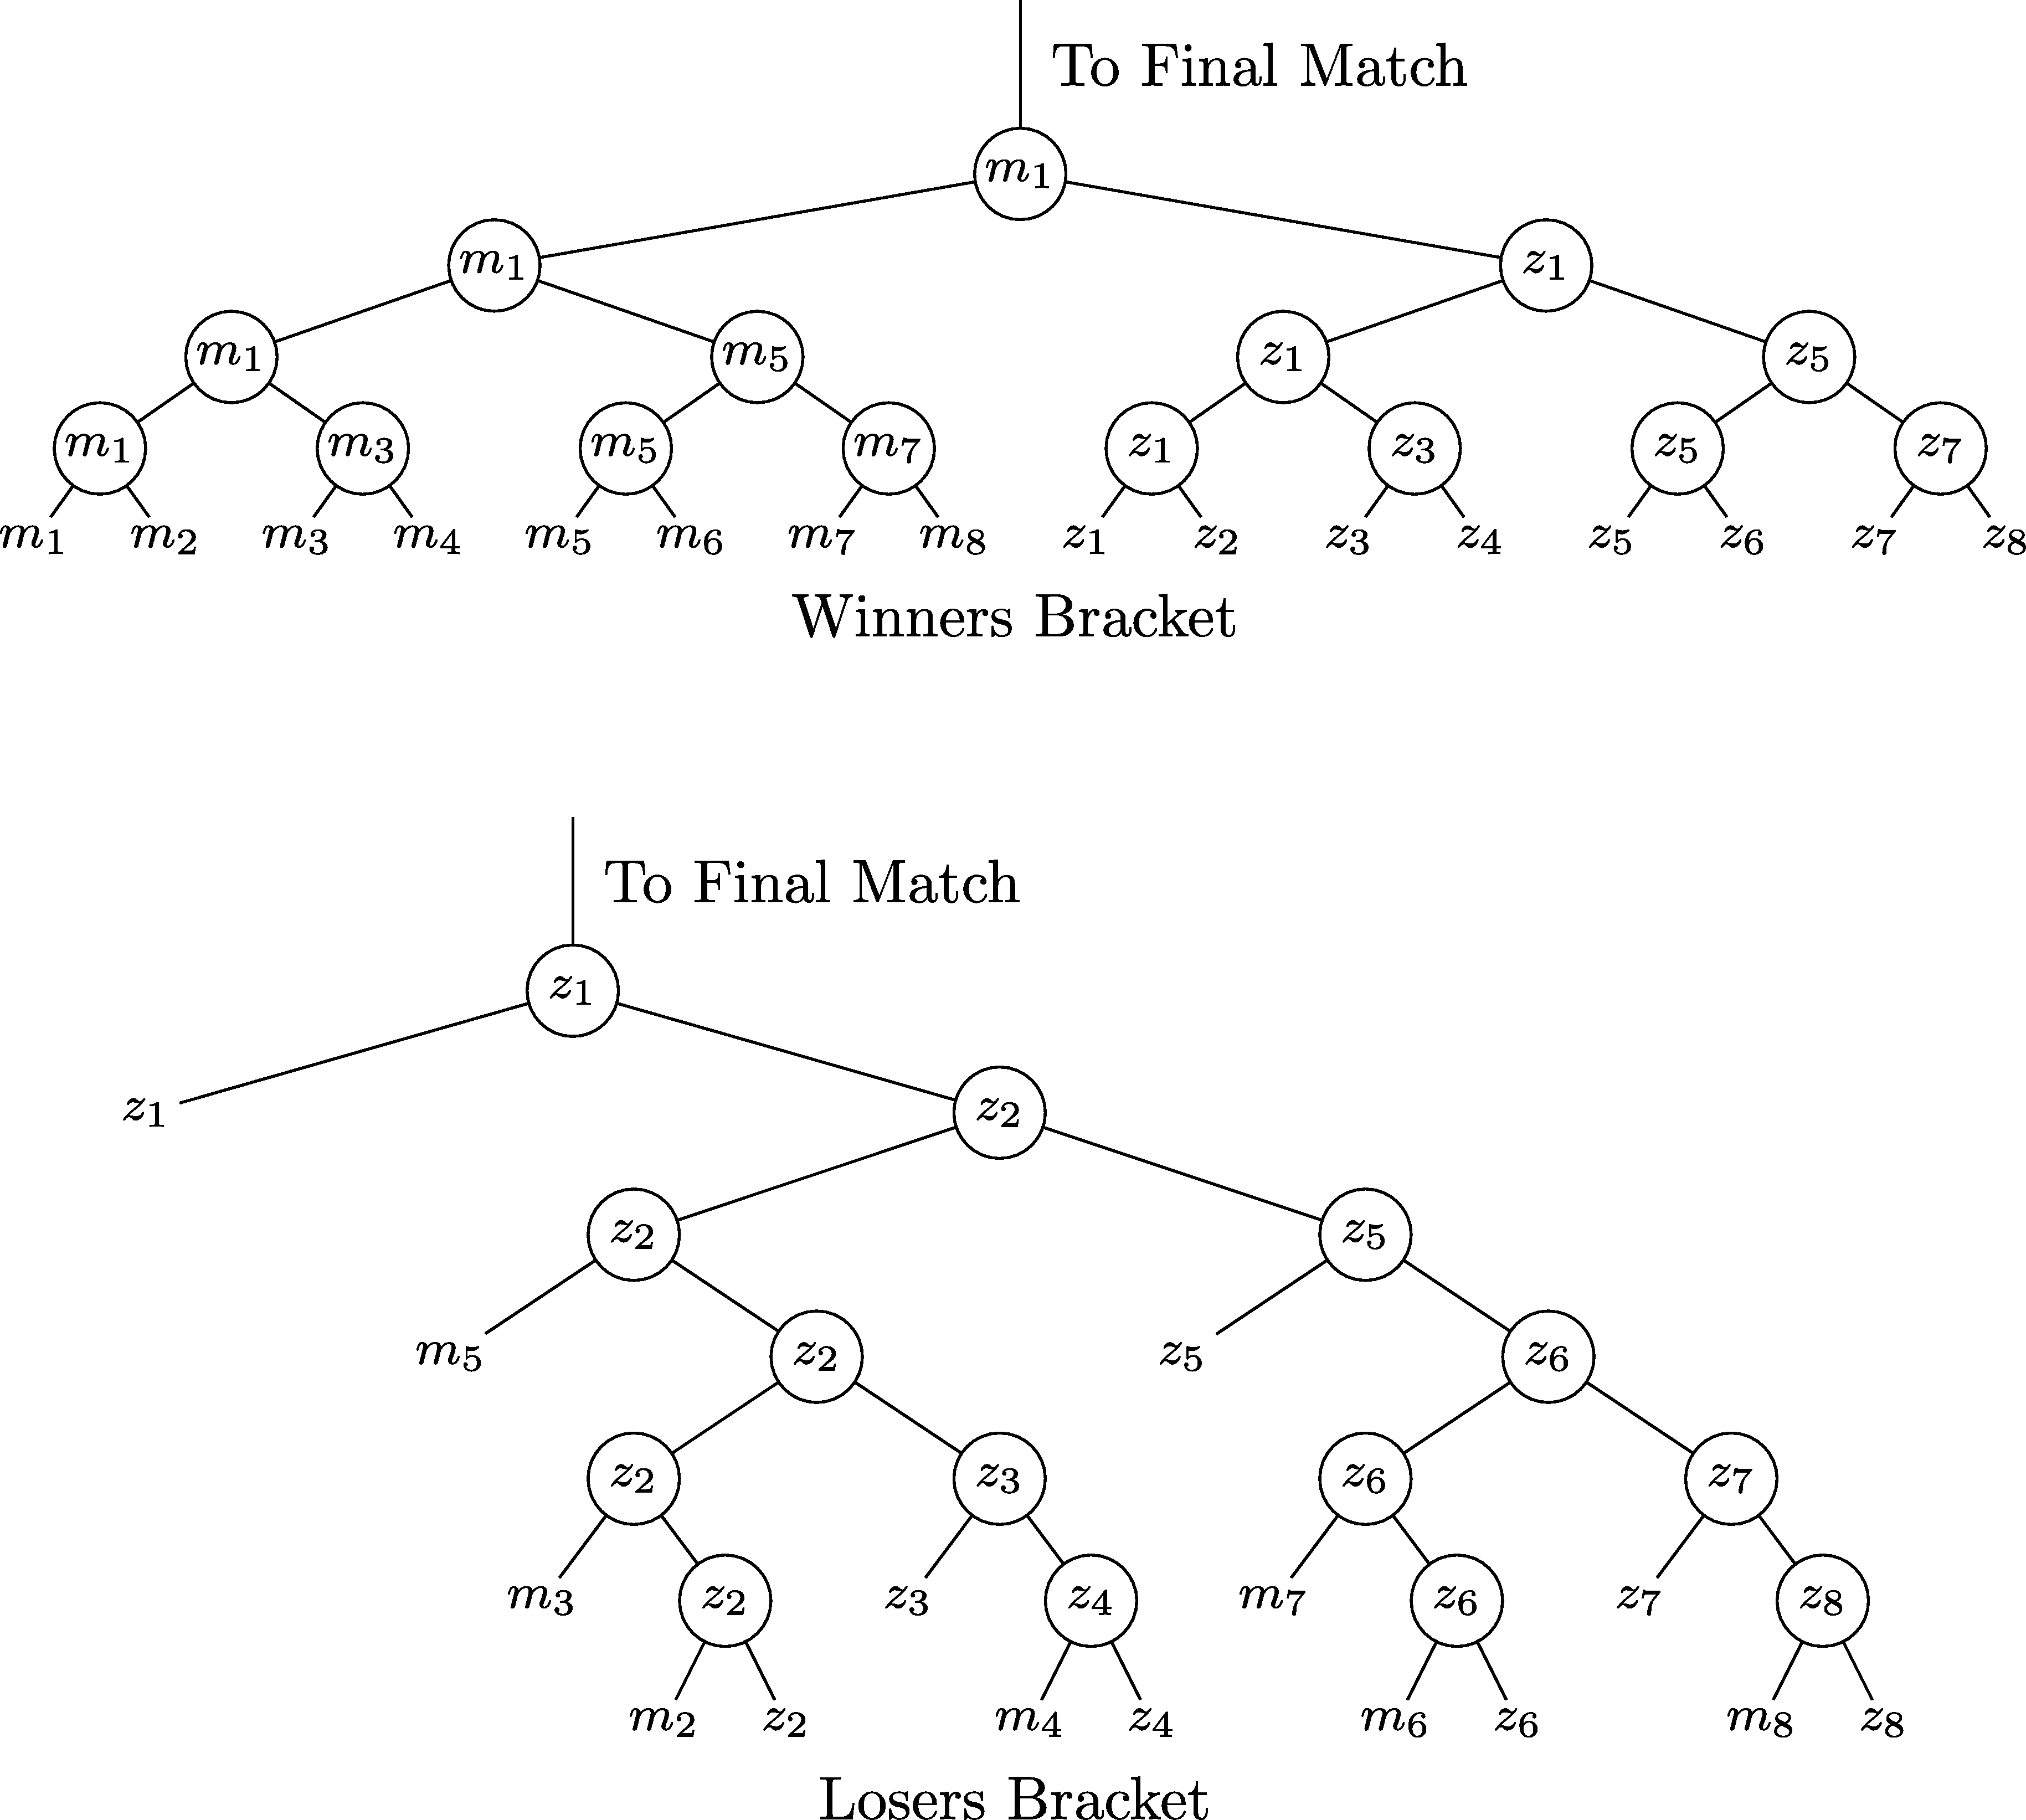 To Final Match
m₁
m₁ z₁
m₁ m₅ z₁ z₅
m₁ m₃ m₅ m₇ z₁ z₃ z₅ z₇
m₁ m₂ m₃ m₄ m₅ m₆ m₇ m₈ z₁ z₂ z₃ z₄ z₅ z₆ z₇ z₈
Winners Bracket
To Final Match
z₁
z₁ z₂
z₂ z₅
m₅ z₂ z₅ z₆
z₂ z₃ z₆ z₇
m₃ z₂ z₃ z₄ m₇ z₆ z₇ z₈
m₂ z₂ m₄ z₄ m₆ z₆ m₈ z₈
Losers Bracket